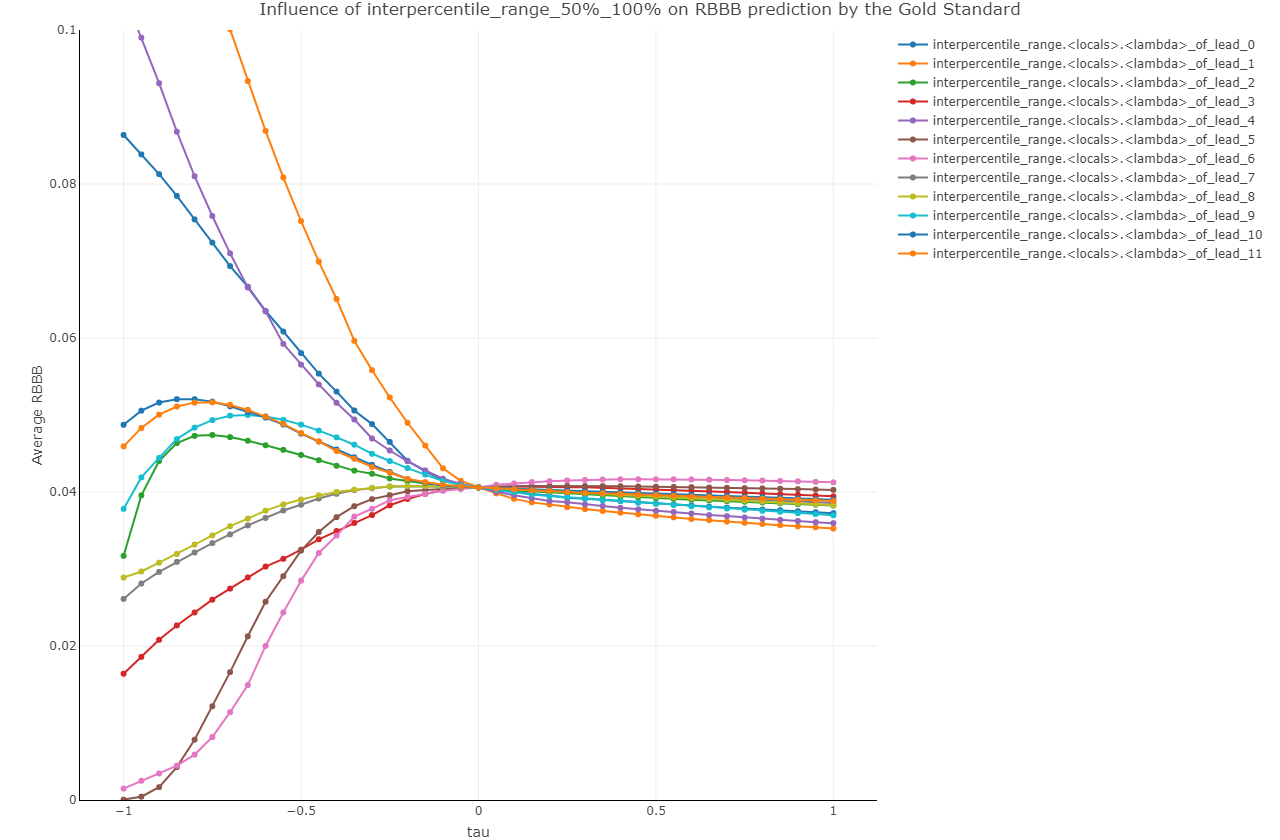 Influence of interpercentile_range_50%_100% on RBBB prediction by the Gold Standard
0.1
0.08
0.06
0.04
0.02
0
Average RBBB
−1
−0.5
0
0.5
1
tau
interpercentile_range.<locals>.<lambda>_of_lead_0
interpercentile_range.<locals>.<lambda>_of_lead_1
interpercentile_range.<locals>.<lambda>_of_lead_2
interpercentile_range.<locals>.<lambda>_of_lead_3
interpercentile_range.<locals>.<lambda>_of_lead_4
interpercentile_range.<locals>.<lambda>_of_lead_5
interpercentile_range.<locals>.<lambda>_of_lead_6
interpercentile_range.<locals>.<lambda>_of_lead_7
interpercentile_range.<locals>.<lambda>_of_lead_8
interpercentile_range.<locals>.<lambda>_of_lead_9
interpercentile_range.<locals>.<lambda>_of_lead_10
interpercentile_range.<locals>.<lambda>_of_lead_11